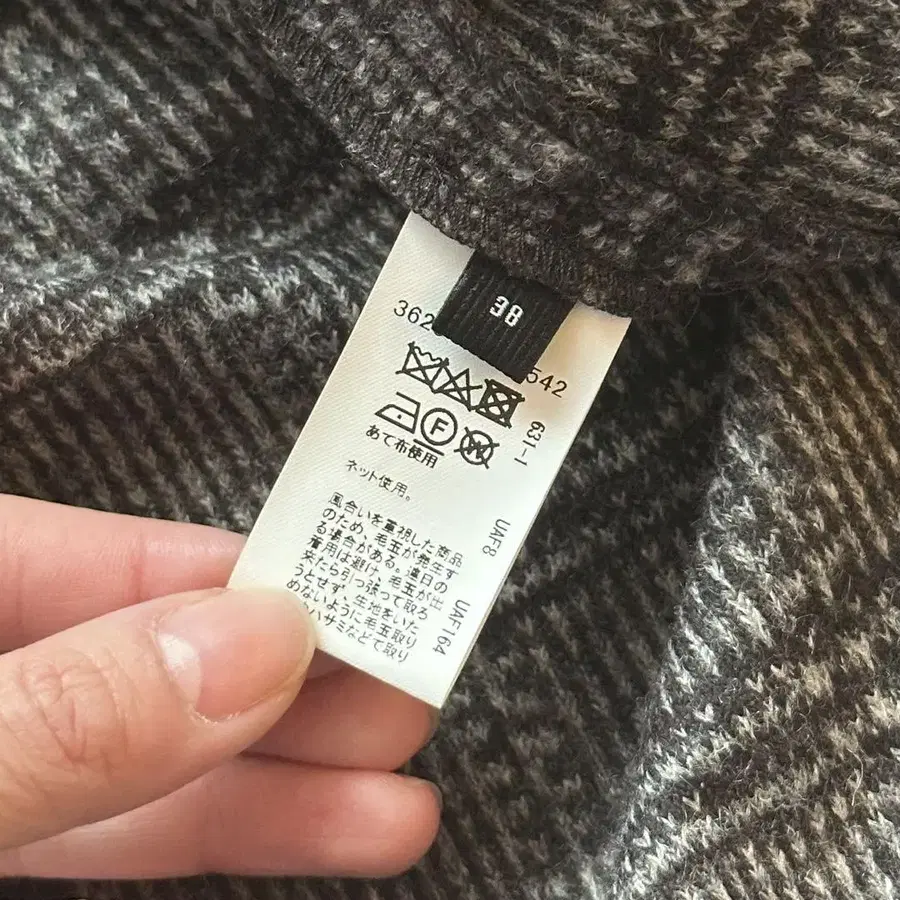 38
362
542
F
W
あて布使用
631-1
ネット使用。
UAF8
UAF164
風合いを重視した商品
のため、毛玉が発生す
る場合がある。連日の
着用は避け、毛玉が出
来たら引っ張って取ろ
うとせず、生地をいた
めないように毛玉取り
ハサミなどで取り